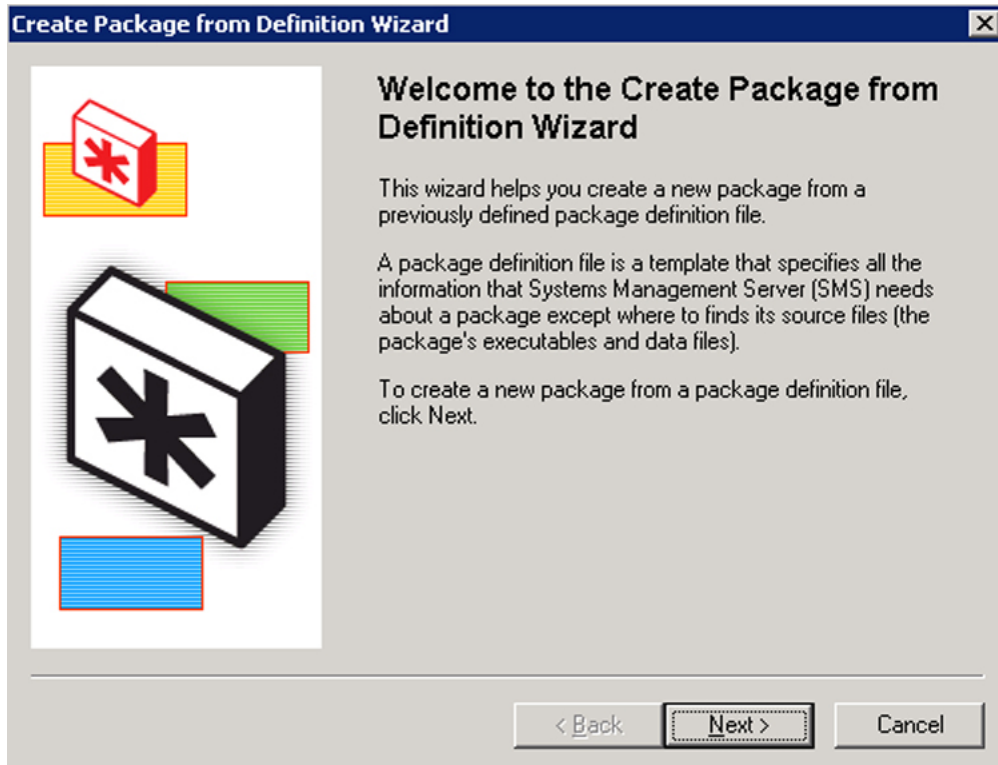 Create Package from Definition Wizard
Welcome to the Create Package from
Definition Wizard
This wizard helps you create a new package from a
previously defined package definition file.
A package definition file is a template that specifies all the
information that Systems Management Server (SMS) needs
about a package except where to finds its source files (the
package's executables and data files).
To create a new package from a package definition file,
click Next.
< Back
Next >
Cancel